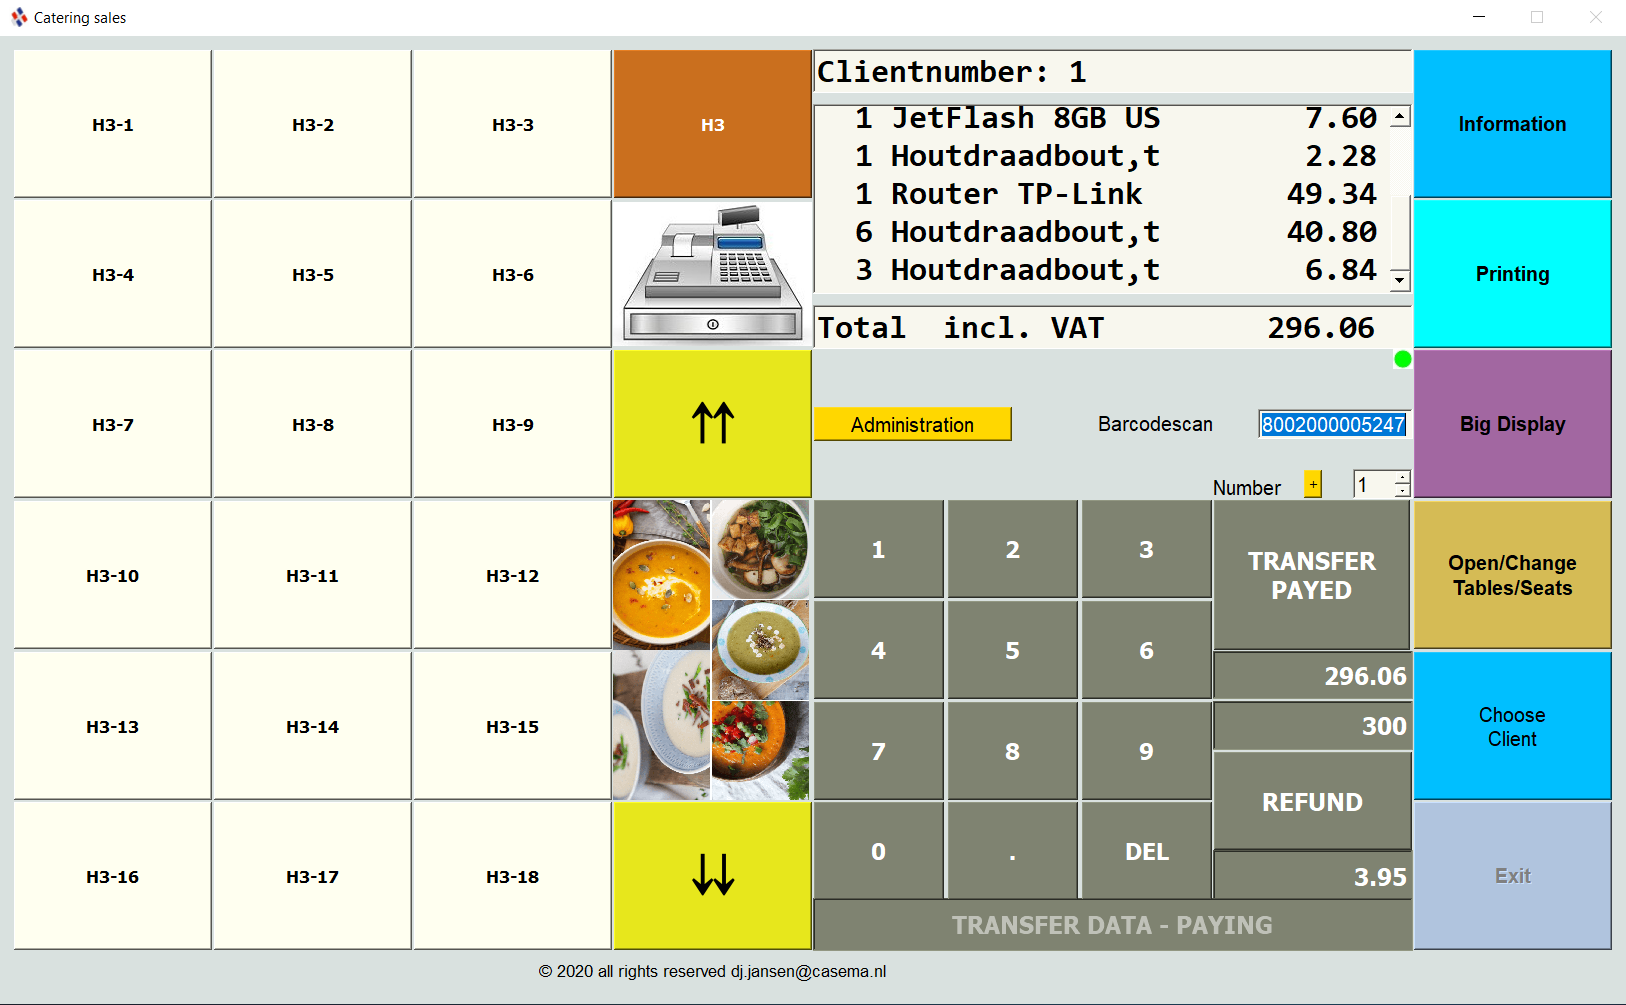 Catering sales
H3-1
H3-2
H3-3
H3
H3-4
H3-5
H3-6
H3-7
H3-8
H3-9
H3-10
H3-11
H3-12
H3-13
H3-14
H3-15
H3-16
H3-17
H3-18
Clientnumber: 1
1 JetFlash 8GB US 7.60
1 Houtdraadbout,t 2.28
1 Router TP-Link 49.34
6 Houtdraadbout,t 40.80
3 Houtdraadbout,t 6.84
Total incl. VAT 296.06
Administration
Barcodescan
8002000005247
Number
+
1
1
2
3
4
5
6
7
8
9
0
.
DEL
TRANSFER
PAYED
296.06
300
REFUND
3.95
TRANSFER DATA - PAYING
Information
Printing
Big Display
Open/Change
Tables/Seats
Choose
Client
Exit
© 2020 all rights reserved dj.jansen@casema.nl